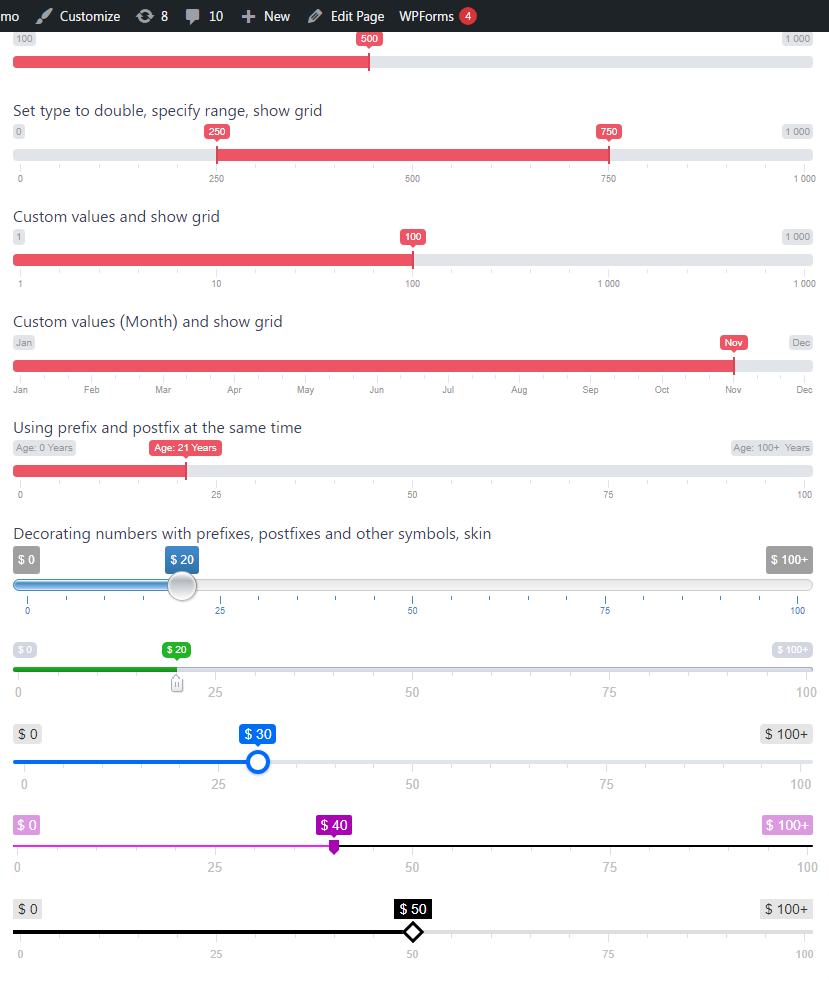 mo Customize 8 10 New Edit Page WPForms 4
100 500 1 000
Set type to double, specify range, show grid
0 250 750 1 000
0 250 500 750 1 000
Custom values and show grid
1 100 1 000
1 10 100 1 000 1 000
Custom values (Month) and show grid
Jan Nov Dec
Jan Feb Mar Apr May Jun Jul Aug Sep Oct Nov Dec
Using prefix and postfix at the same time
Age: 0 Years Age: 21 Years Age: 100+ Years
0 25 50 75 100
Decorating numbers with prefixes, postfixes and other symbols, skin
$ 0 $ 20 $ 100+
0 25 50 75 100
$ 0 $ 20 $ 100+
0 25 50 75 100
$ 0 $ 30 $ 100+
0 25 50 75 100
$ 0 $ 40 $ 100+
0 25 50 75 100
$ 0 $ 50 $ 100+
0 25 50 75 100